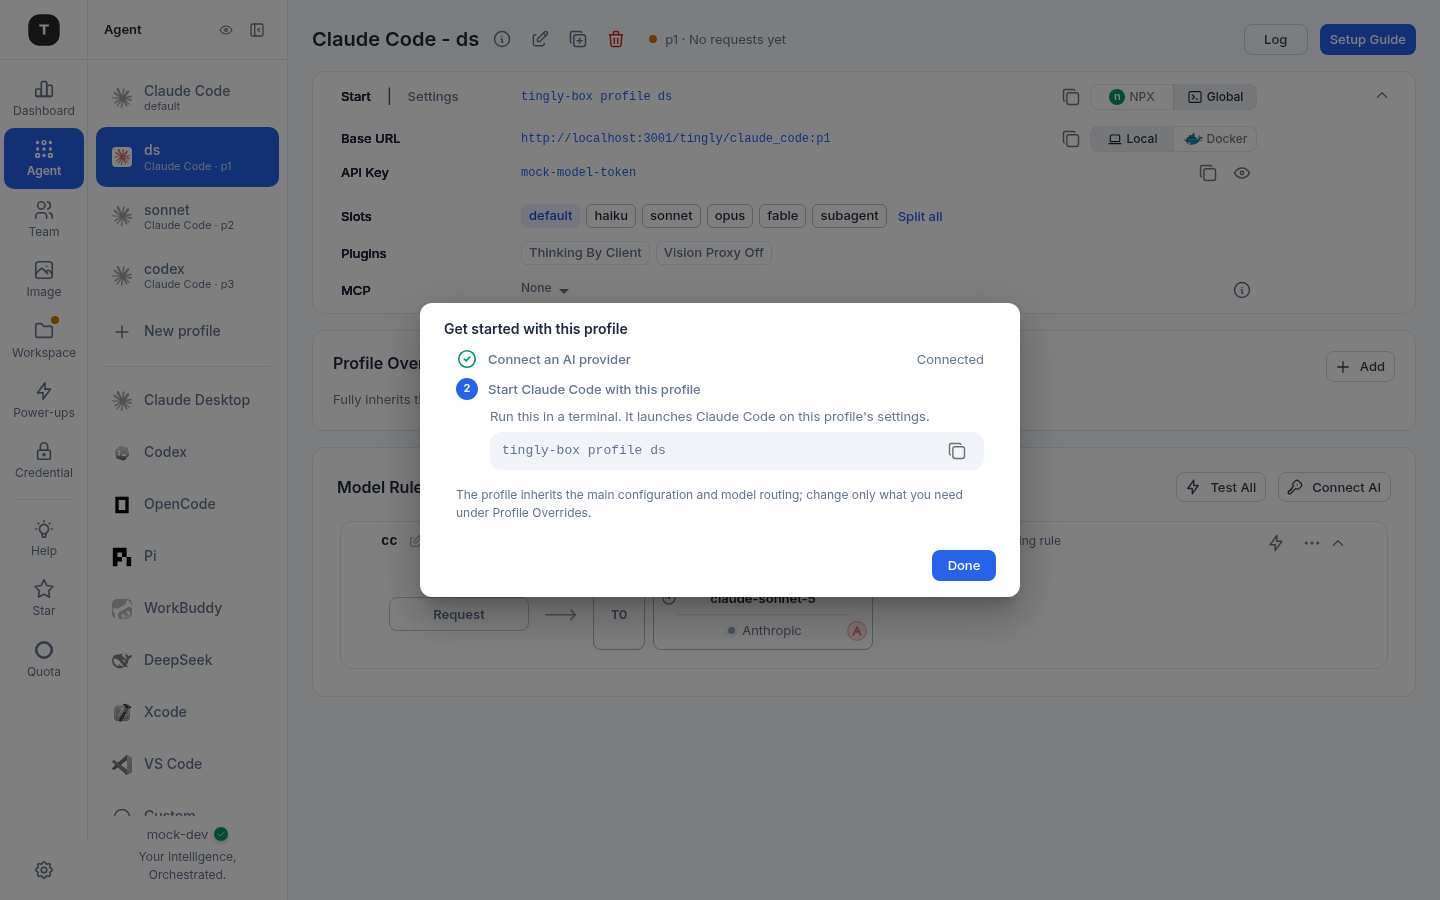 T
Agent
Claude Code - ds
p1 · No requests yet
Log
Setup Guide
Dashboard
Agent
Team
Image
Workspace
Power-ups
Credential
Help
Star
Quota
Claude Code
default
ds
Claude Code · p1
sonnet
Claude Code · p2
codex
Claude Code · p3
New profile
Claude Desktop
Codex
OpenCode
Pi
WorkBuddy
DeepSeek
Xcode
VS Code
Custom
mock-dev
Your Intelligence,
Orchestrated.
Start | Settings
tingly-box profile ds
n NPX
Global
Base URL
http://localhost:3001/tingly/claude_code:p1
Local
Docker
API Key
mock-model-token
Slots
default haiku sonnet opus fable subagent Split all
Plugins
Thinking By Client Vision Proxy Off
MCP
None
Profile Over
Add
Fully inherits t
Get started with this profile
Connect an AI provider
Connected
2 Start Claude Code with this profile
Run this in a terminal. It launches Claude Code on this profile's settings.
tingly-box profile ds
The profile inherits the main configuration and model routing; change only what you need
under Profile Overrides.
Done
Model Rule
Test All
Connect AI
cc
ing rule
Request
T0
claude-sonnet-5
Anthropic
A